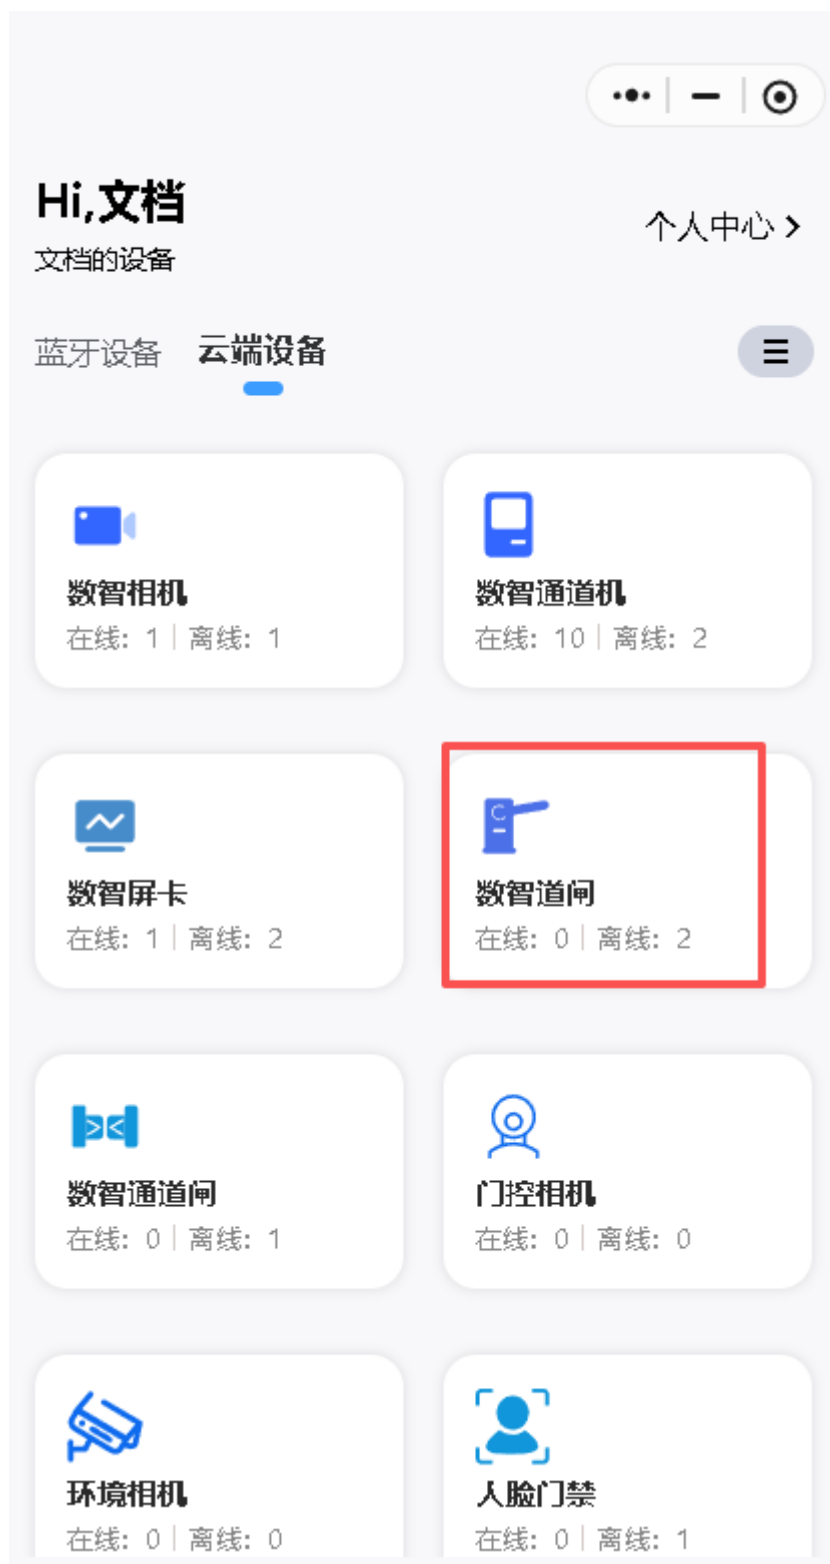 Hi,文档
个人中心
文档的设备
蓝牙设备 云端设备
数智相机
在线: 1 离线: 1
数智通道机
在线: 10 离线: 2
数智屏卡
在线: 1 离线: 2
数智道闸
在线: 0 离线: 2
数智通道闸
在线: 0 离线: 1
门控相机
在线: 0 离线: 0
环境相机
在线: 0 离线: 0
人脸门禁
在线: 0 离线: 1